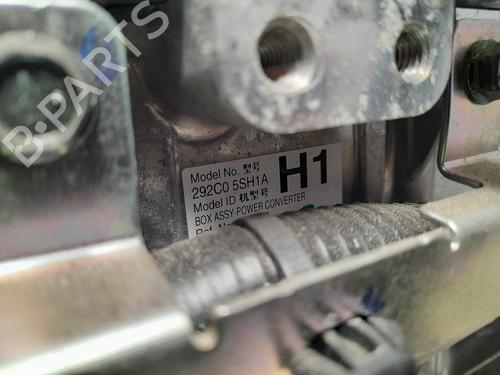 B-PARTS
Model No. 型号
292C0 5SH1A
Model ID 机型号
H1
BOX ASSY-POWER CONVERTER